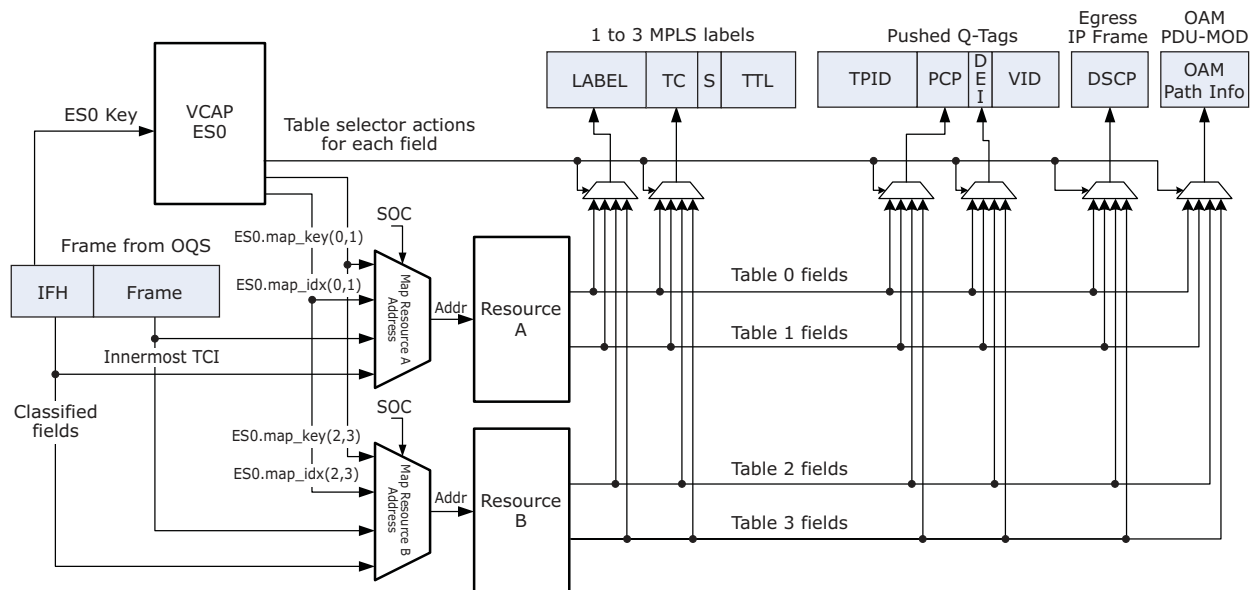 1 to 3 MPLS labels
LABEL TC S TTL
Pushed Q-Tags
TPID PCP DEI VID
Egress
IP Frame
DSCP
OAM
PDU-MOD
OAM
Path Info
ES0 Key
VCAP
ES0
Table selector actions
for each field
Frame from OQS
IFH Frame
SOC
ES0.map_key(0,1)
ES0.map_idx(0,1)
Map Resource A
Address
Addr
Resource
A
Table 0 fields
Table 1 fields
Innermost TCI
Classified
fields
SOC
ES0.map_key(2,3)
ES0.map_idx(2,3)
Map Resource B
Address
Addr
Resource
B
Table 2 fields
Table 3 fields